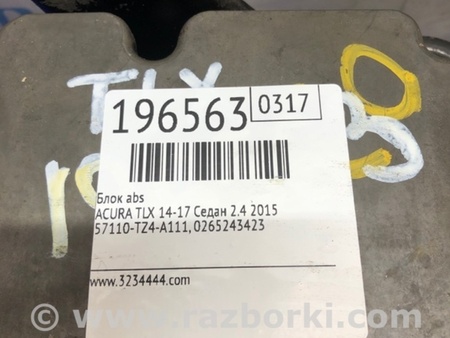 TLX
196563 0317
Блок abs
ACURA TLX 14-17 Седан 2.4 2015
57110-TZ4-A111, 0265243423
www.3234444.com
© www.razborki.com